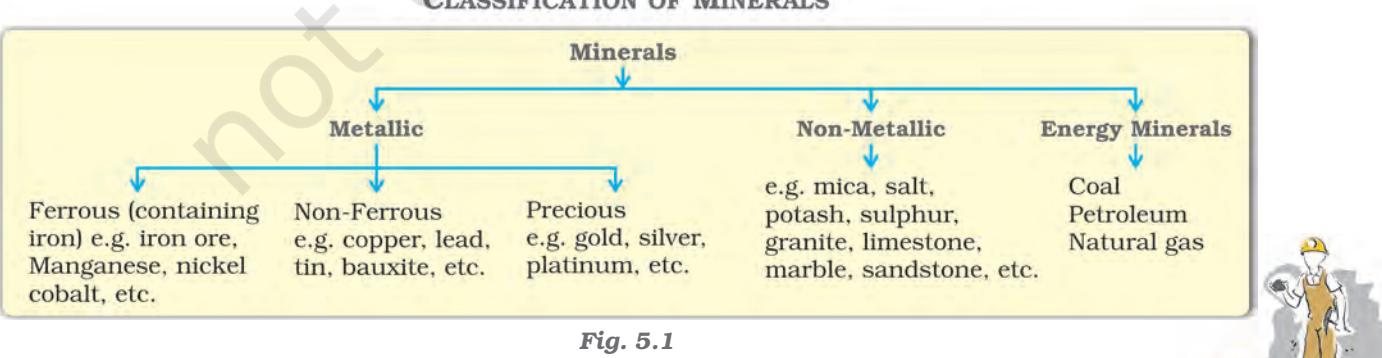 CLASSIFICATION OF MINERALS
Minerals
Metallic
Non-Metallic
Energy Minerals
Ferrous (containing
iron) e.g. iron ore,
Manganese, nickel
cobalt, etc.
Non-Ferrous
e.g. copper, lead,
tin, bauxite, etc.
Precious
e.g. gold, silver,
platinum, etc.
e.g. mica, salt,
potash, sulphur,
granite, limestone,
marble, sandstone, etc.
Coal
Petroleum
Natural gas
Fig. 5.1
not